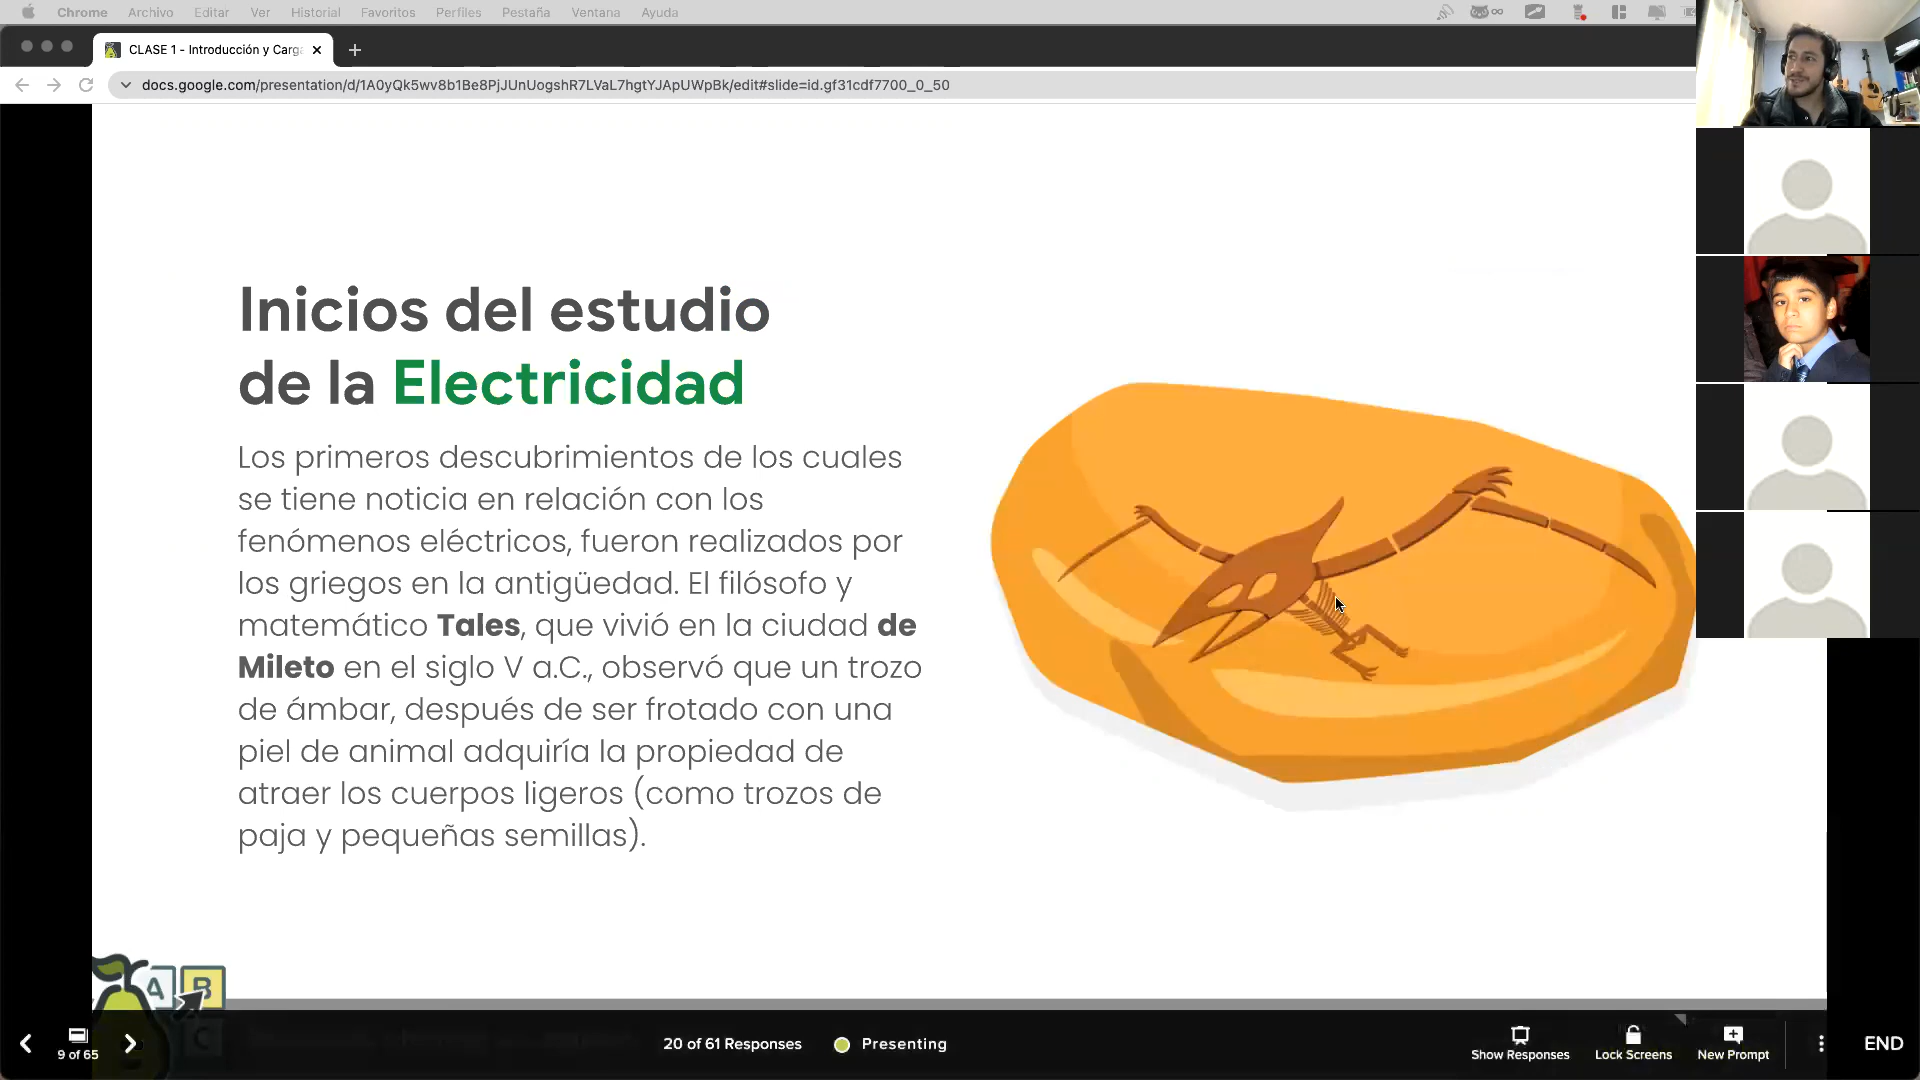 Chrome Archivo Editar Ver Historial Favoritos Perfiles Pestaña Ventana Ayuda
CLASE 1 - Introducción y Carga
docs.google.com/presentation/d/1A0yQk5wv8b1Be8PjJUnUogshR7LVaL7hgtYJApUWpBk/edit#slide=id.gf31cdf7700_0_50
Inicios del estudio
de la Electricidad
Los primeros descubrimientos de los cuales
se tiene noticia en relación con los
fenómenos eléctricos, fueron realizados por
los griegos en la antigüedad. El filósofo y
matemático Tales, que vivió en la ciudad de
Mileto en el siglo V a.C., observó que un trozo
de ámbar, después de ser frotado con una
piel de animal adquiría la propiedad de
atraer los cuerpos ligeros (como trozos de
paja y pequeñas semillas).
A B
C
9 of 65
20 of 61 Responses
Presenting
Show Responses
Lock Screens
New Prompt
END